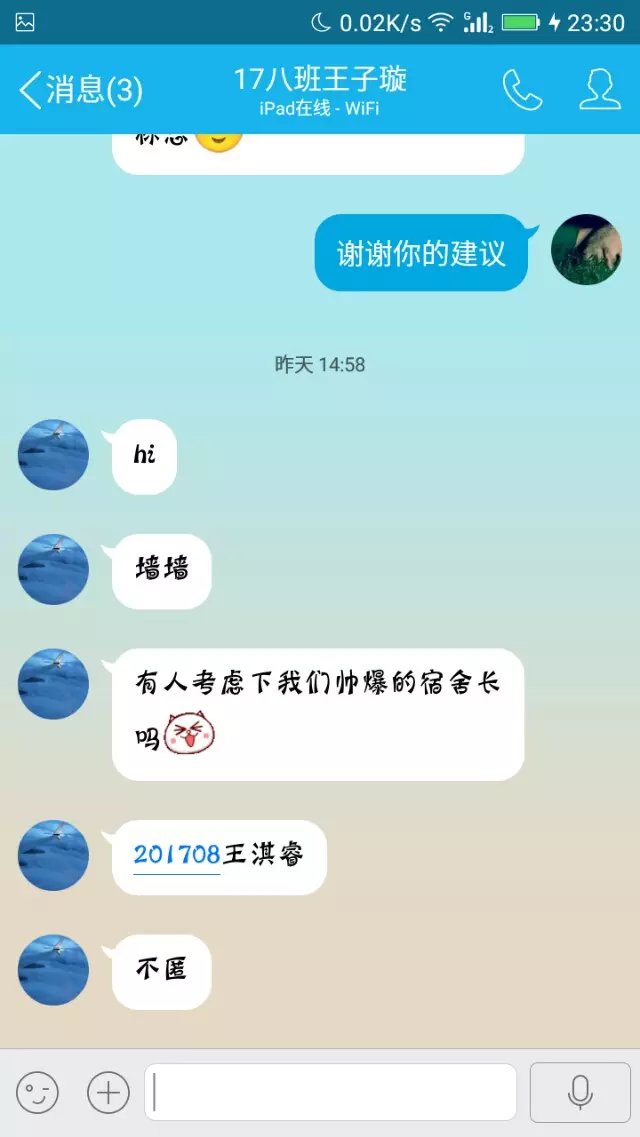 0.02K/s
23:30
消息(3)
17八班王子璇
iPad在线 - WiFi
谢谢你的建议
昨天 14:58
hi
墙墙
有人考虑下我们帅爆的宿舍长
吗
201708王淇睿
不匿